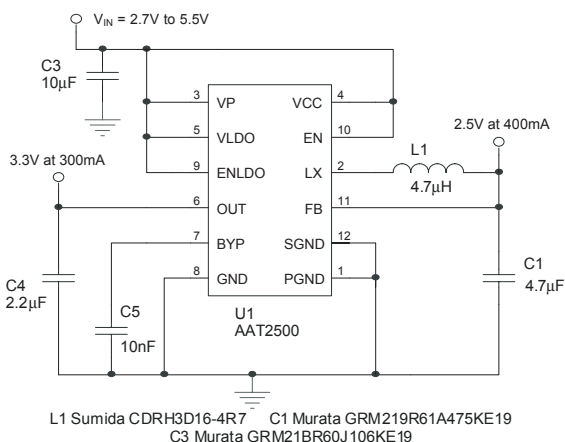 V_IN = 2.7V to 5.5V
C3
10μF
3 VP VCC 4
5 VLDO EN 10
9 ENLDO LX 2
6 OUT FB 11
7 BYP SGND 12
8 GND PGND 1
U1
AAT2500
2.5V at 400mA
L1
4.7μH
3.3V at 300mA
C4
2.2μF
C5
10nF
C1
4.7μF
L1 Sumida CDRH3D16-4R7 C1 Murata GRM219R61A475KE19
C3 Murata GRM21BR60J106KE19